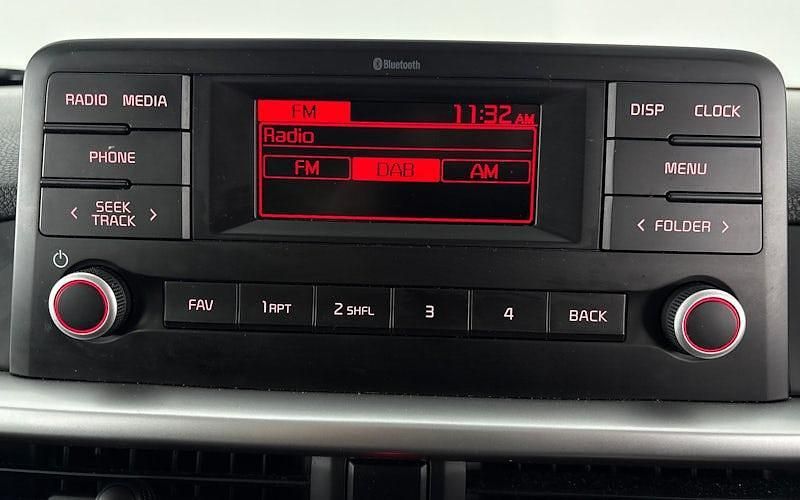 Bluetooth
RADIO MEDIA
PHONE
< SEEK >
TRACK
FM 11:32 AM
Radio
FM DAB AM
DISP CLOCK
MENU
< FOLDER >
FAV 1 RPT 2 SHFL 3 4 BACK